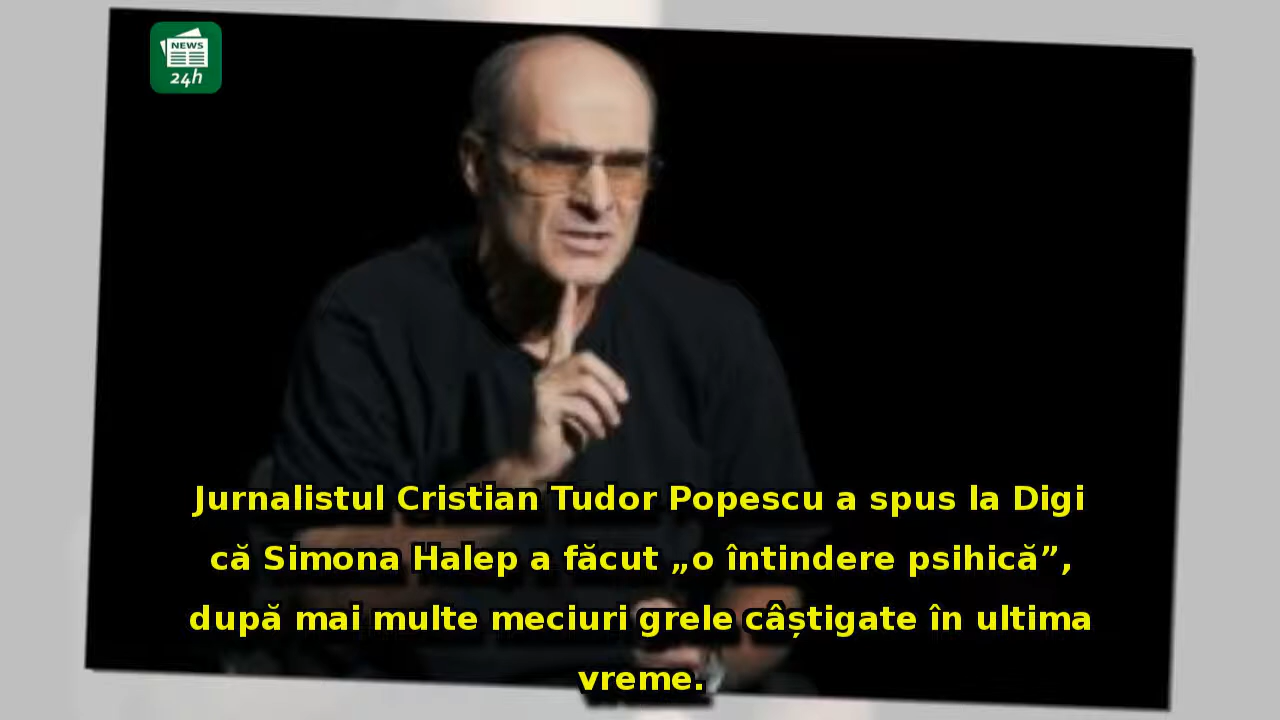 NEWS
24h
Jurnalistul Cristian Tudor Popescu a spus la Digi
că Simona Halep a făcut „o întindere psihică”,
după mai multe meciuri grele câștigate în ultima
vreme.